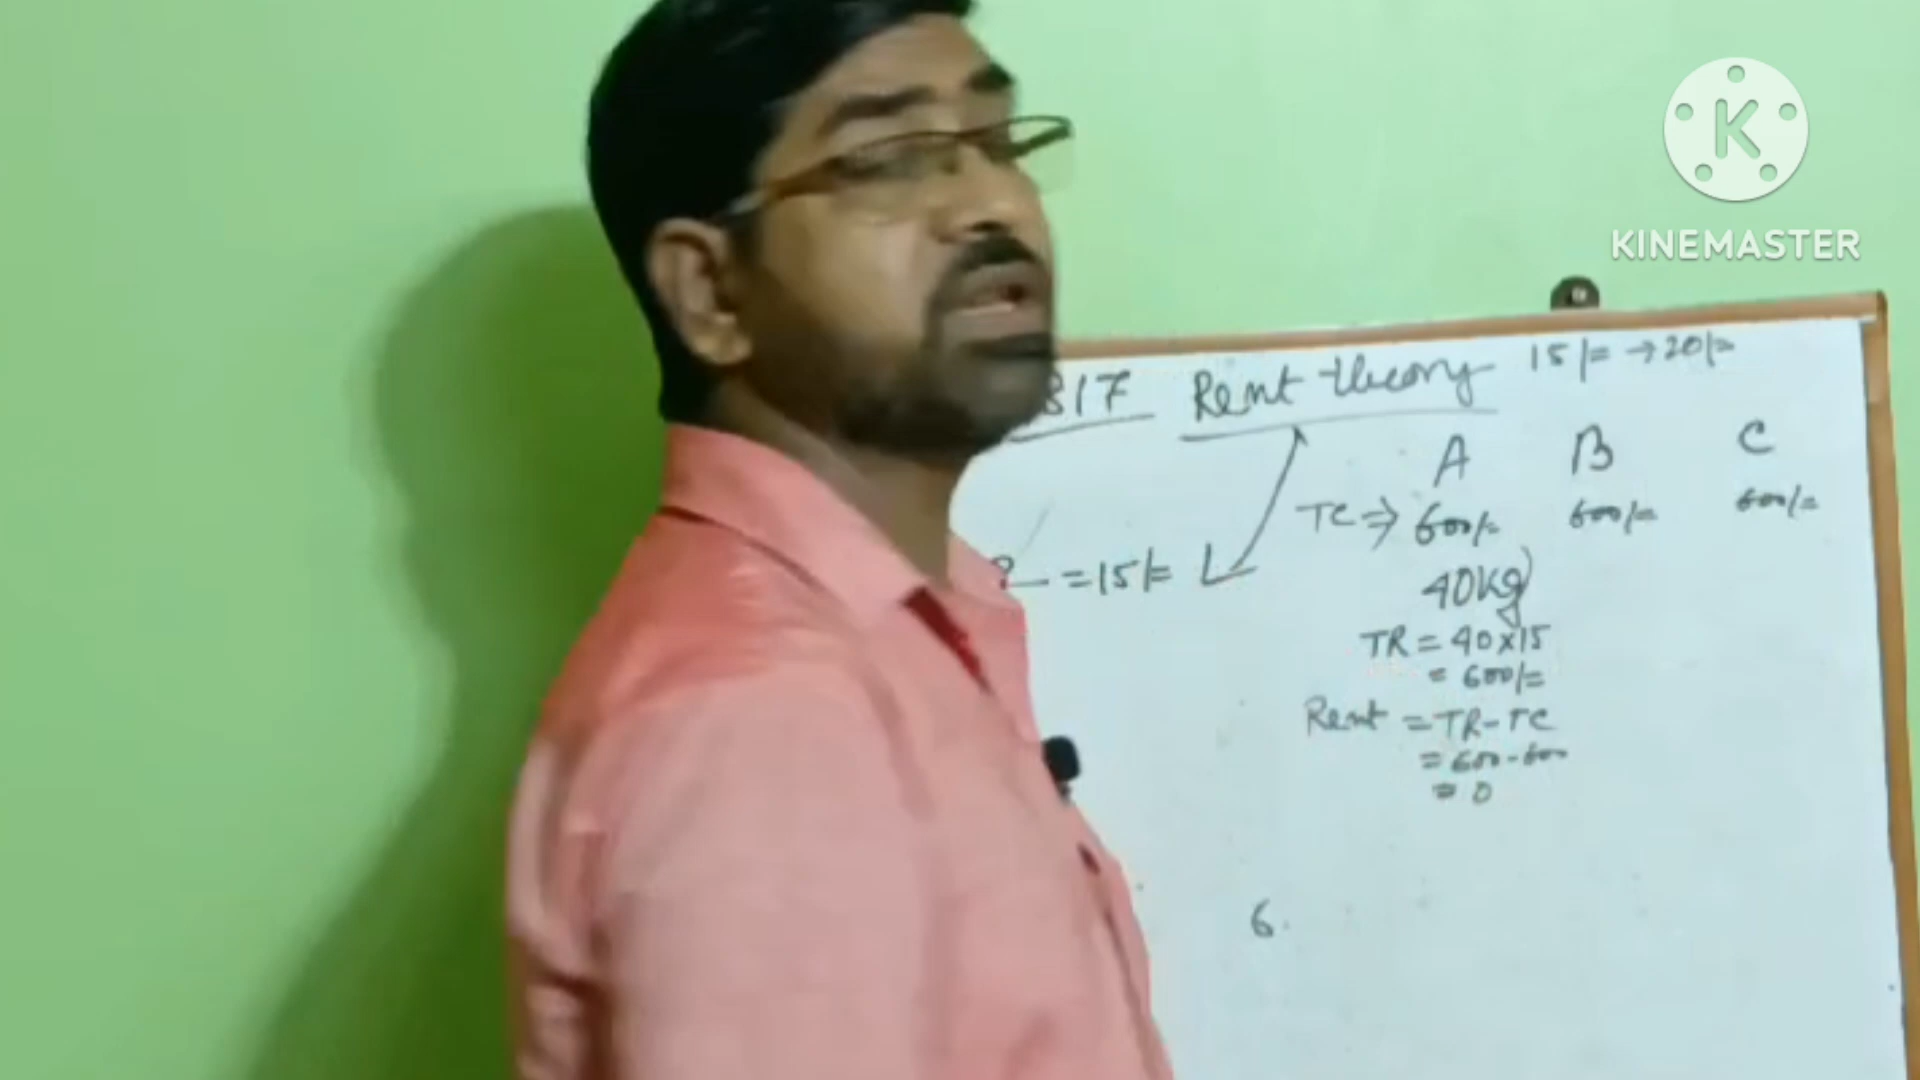 K
KINEMASTER
817 Rent theory 15/= → 20/=
A B C
TC ⇒ 600/= 600/= 600/=
= 15/=
40kg
TR = 40×15
= 600/=
Rent = TR - TC
= 600 - 600
= 0
6.